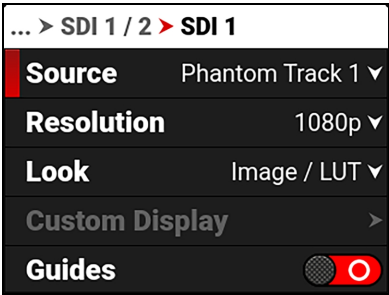 ... > SDI 1 / 2 > SDI 1
Source Phantom Track 1
Resolution 1080p
Look Image / LUT
Custom Display >
Guides